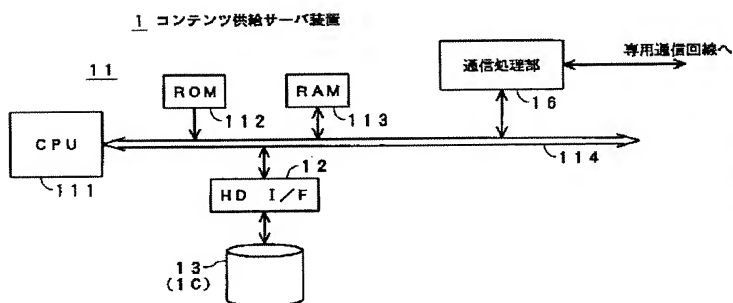 1 コンテンツ供給サーバ装置
11
ROM
112
RAM
113
通信処理部
16
専用通信回線へ
CPU
111
114
12
HD I/F
13
(1C)